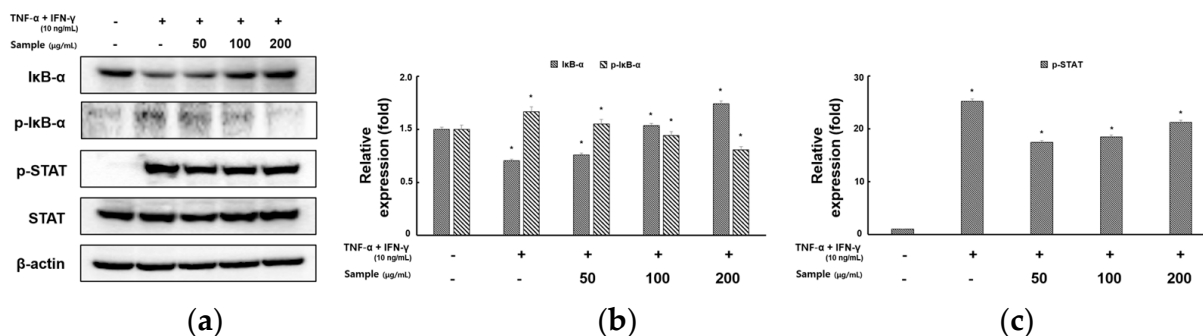 TNF-α + IFN-γ
(10 ng/mL)
- + + + +
Sample (μg/mL)
- - 50 100 200
IκB-α
p-IκB-α
p-STAT
STAT
β-actin
(a)
IκB-α p-IκB-α
Relative expression (fold)
2.0
1.5
0.5
0
* * * * * * * *
TNF-α + IFN-γ
(10 ng/mL)
- + + + +
Sample (μg/mL)
- - 50 100 200
(b)
p-STAT
Relative expression (fold)
30
20
10
0
* * * *
TNF-α + IFN-γ
(10 ng/mL)
- + + + +
Sample (μg/mL)
- - 50 100 200
(c)